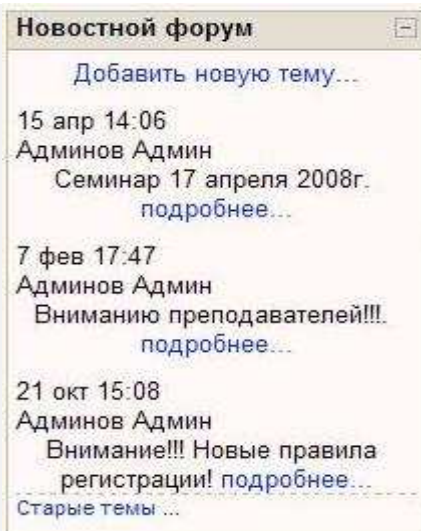 Новостной форум
Добавить новую тему...
15 апр 14:06
Админов Админ
Семинар 17 апреля 2008г.
подробнее...
7 фев 17:47
Админов Админ
Вниманию преподавателей!!!.
подробнее...
21 окт 15:08
Админов Админ
Внимание!!! Новые правила
регистрации! подробнее...
Старые темы ...